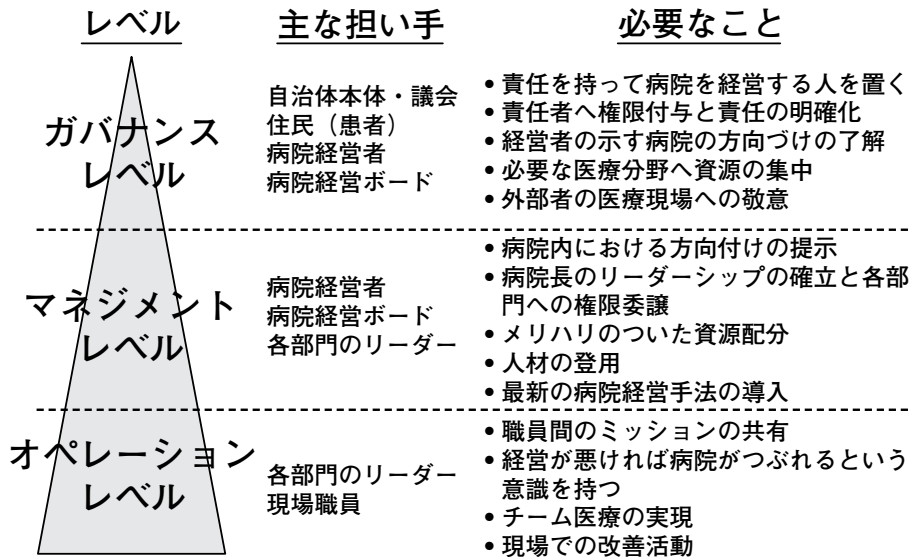 レベル
主な担い手
必要なこと
ガバナンス
レベル
自治体本体・議会
住民（患者）
病院経営者
病院経営ボード
• 責任を持って病院を経営する人を置く
• 責任者へ権限付与と責任の明確化
• 経営者の示す病院の方向づけの了解
• 必要な医療分野へ資源の集中
• 外部者の医療現場への敬意
マネジメント
レベル
病院経営者
病院経営ボード
各部門のリーダー
• 病院内における方向付けの提示
• 病院長のリーダーシップの確立と各部
門への権限委譲
• メリハリのついた資源配分
• 人材の登用
• 最新の病院経営手法の導入
オペレーション
レベル
各部門のリーダー
現場職員
• 職員間のミッションの共有
• 経営が悪ければ病院がつぶれるという
意識を持つ
• チーム医療の実現
• 現場での改善活動